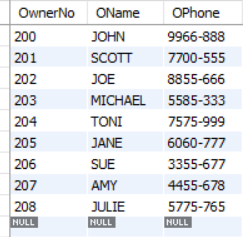 OwnerNo OName OPhone
200 JOHN 9966-888
201 SCOTT 7700-555
202 JOE 8855-666
203 MICHAEL 5585-333
204 TONI 7575-999
205 JANE 6060-777
206 SUE 3355-677
207 AMY 4455-678
208 JULIE 5775-765
NULL NULL NULL